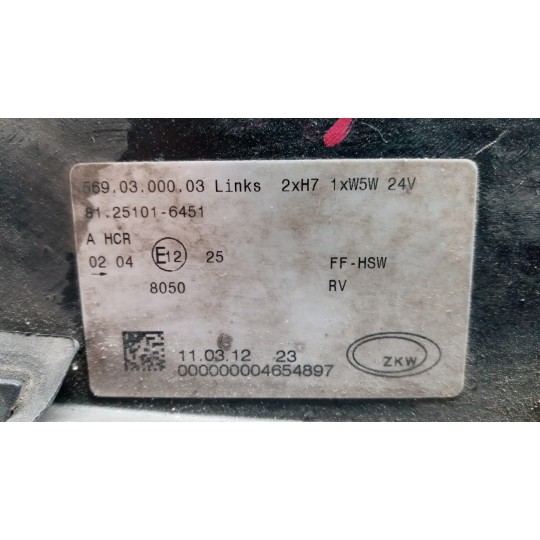 569.03.000.03 Links 2xH7 1xW5W 24V
81.25101-6451
A HCR
02 04 E12 25 FF-HSW
8050 RV
11.03.12 23
000000004654897
ZKW